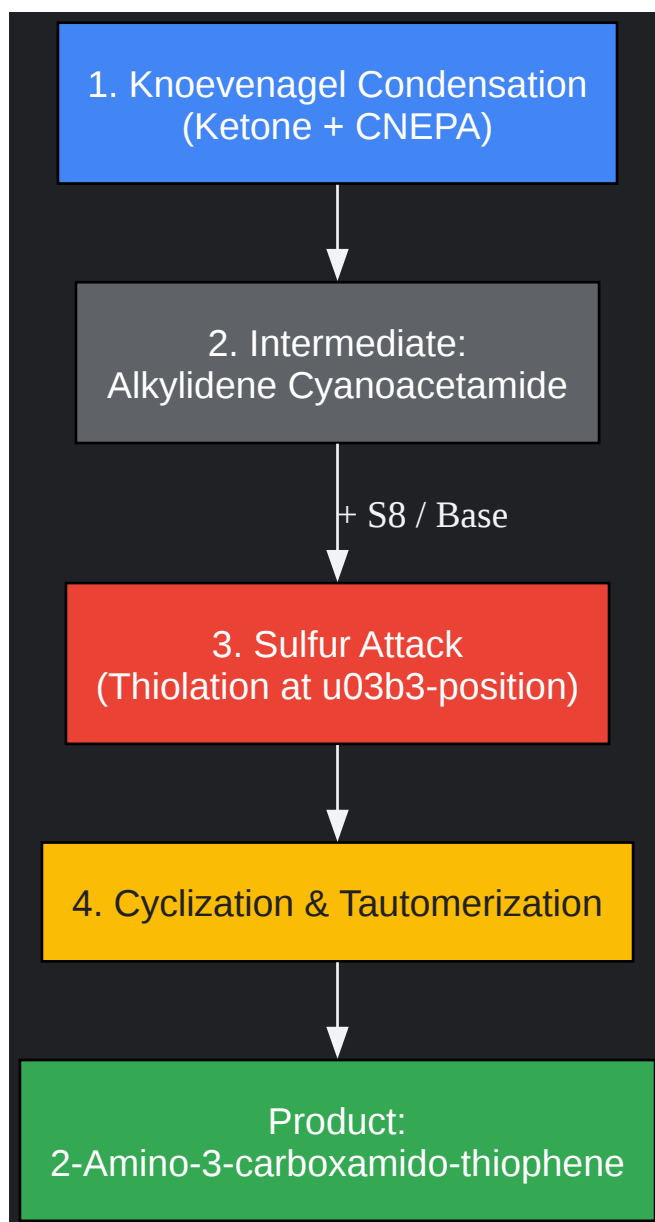 1. Knoevenagel Condensation
(Ketone + CNEPA)
2. Intermediate:
Alkylidene Cyanoacetamide
+ S8 / Base
3. Sulfur Attack
(Thiolation at u03b3-position)
4. Cyclization & Tautomerization
Product:
2-Amino-3-carboxamido-thiophene